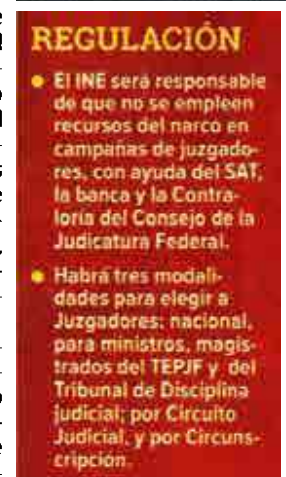 REGULACIÓN
El INE será responsable
de que no se empleen
recursos del narco en
campañas de juzgado-
res, con ayuda del SAT,
la banca y la Contra-
loría del Consejo de la
Judicatura Federal.
Habrá tres modali-
dades para elegir a
Juzgadores: nacional,
para ministros, magis-
trados del TEPJF y del
Tribunal de Disciplina
judicial; por Circuito
Judicial, y por Circuns-
cripción.